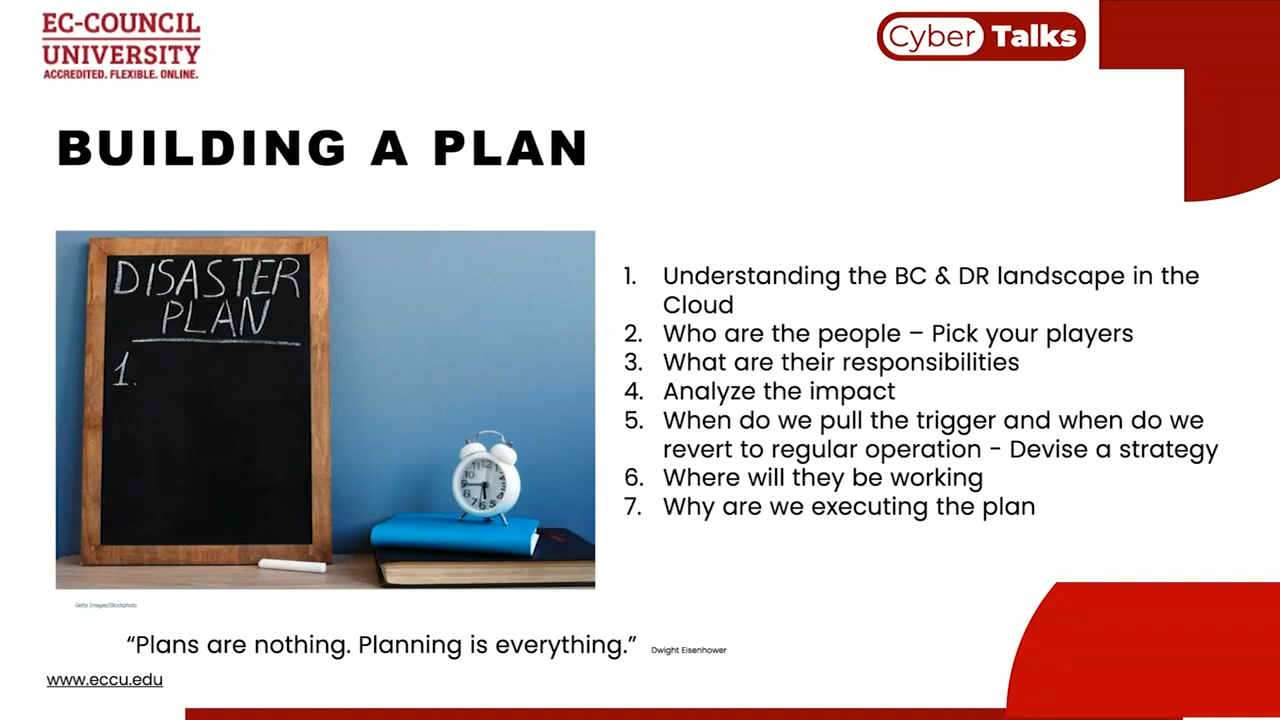 EC-COUNCIL
UNIVERSITY
ACCREDITED. FLEXIBLE. ONLINE.
Cyber Talks
BUILDING A PLAN
DISASTER
PLAN
1.
1. Understanding the BC & DR landscape in the
Cloud
2. Who are the people – Pick your players
3. What are their responsibilities
4. Analyze the impact
5. When do we pull the trigger and when do we
revert to regular operation - Devise a strategy
6. Where will they be working
7. Why are we executing the plan
Getty Images/iStockphoto
“Plans are nothing. Planning is everything.” Dwight Eisenhower
www.eccu.edu